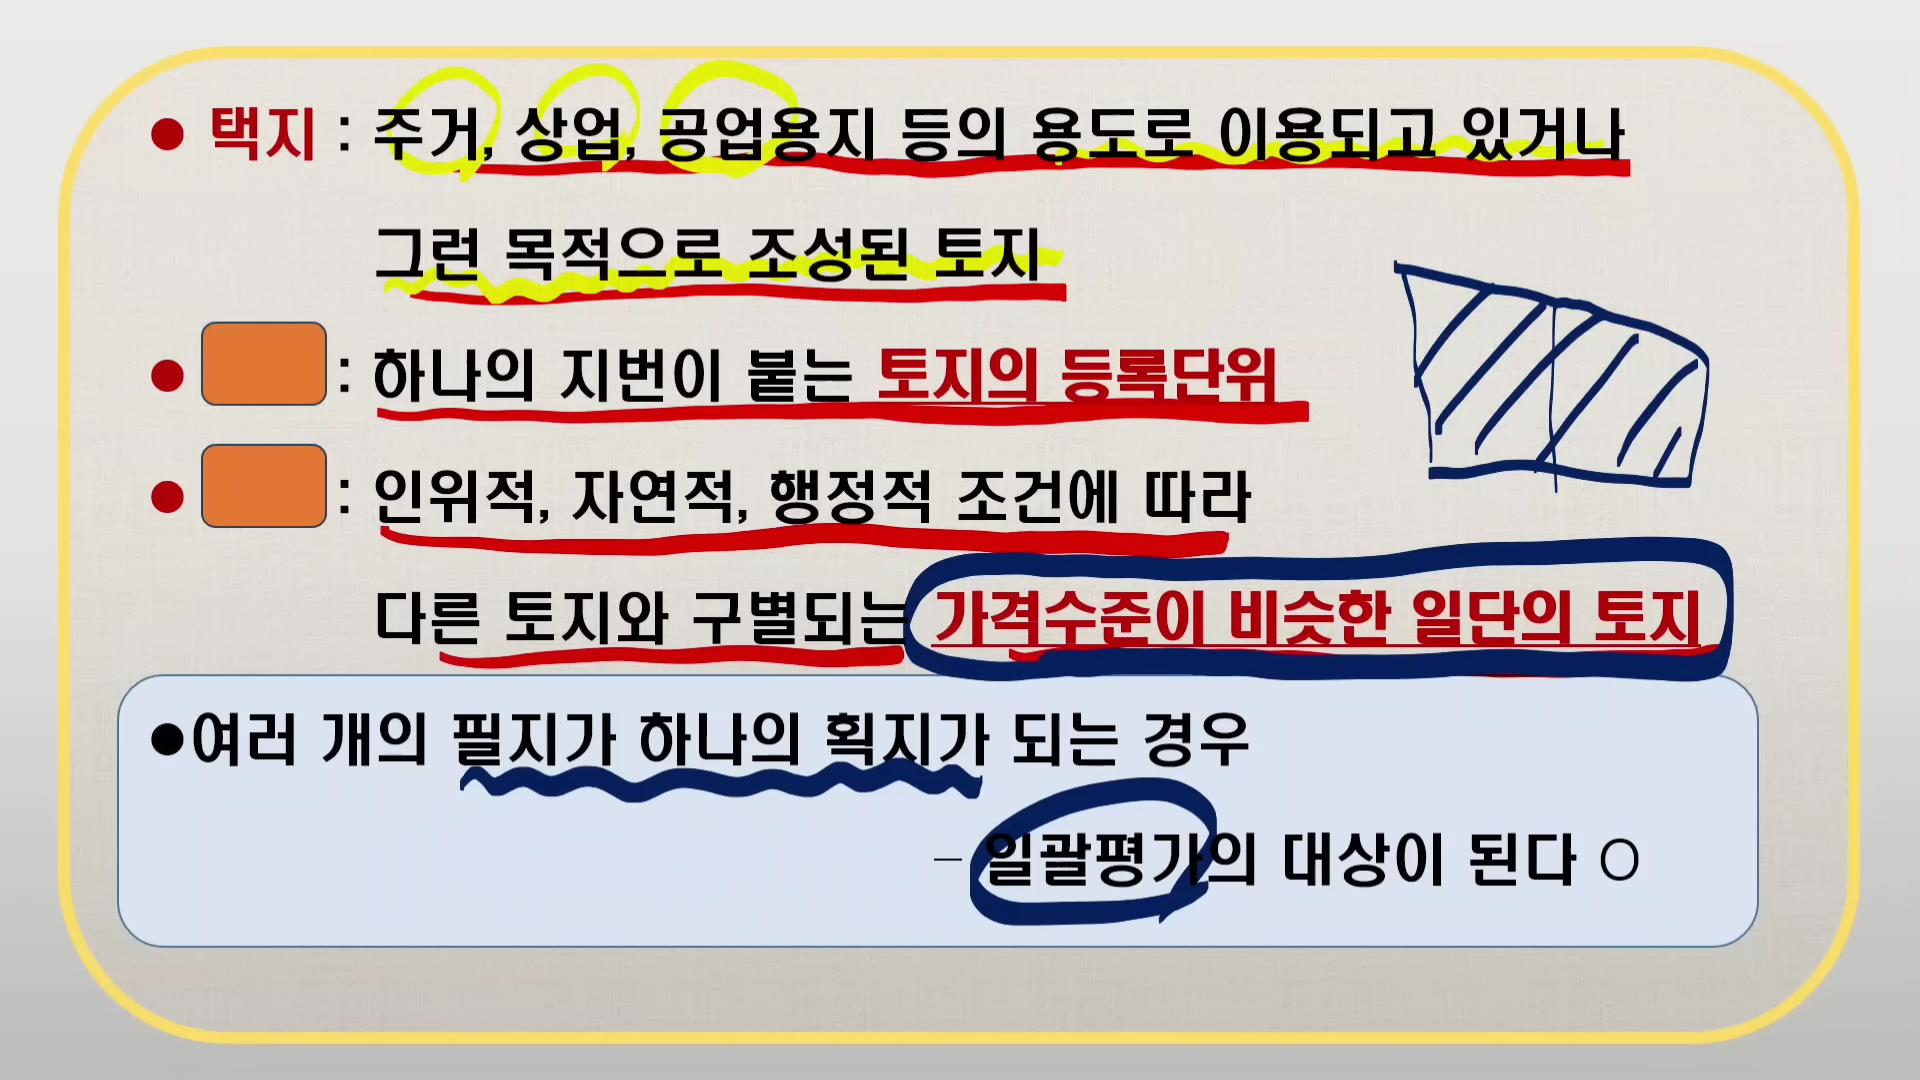 ● 택지 : 주거, 상업, 공업용지 등의 용도로 이용되고 있거나
그런 목적으로 조성된 토지
● : 하나의 지번이 붙는 토지의 등록단위
● : 인위적, 자연적, 행정적 조건에 따라
다른 토지와 구별되는 가격수준이 비슷한 일단의 토지
●여러 개의 필지가 하나의 획지가 되는 경우
– 일괄평가의 대상이 된다 O